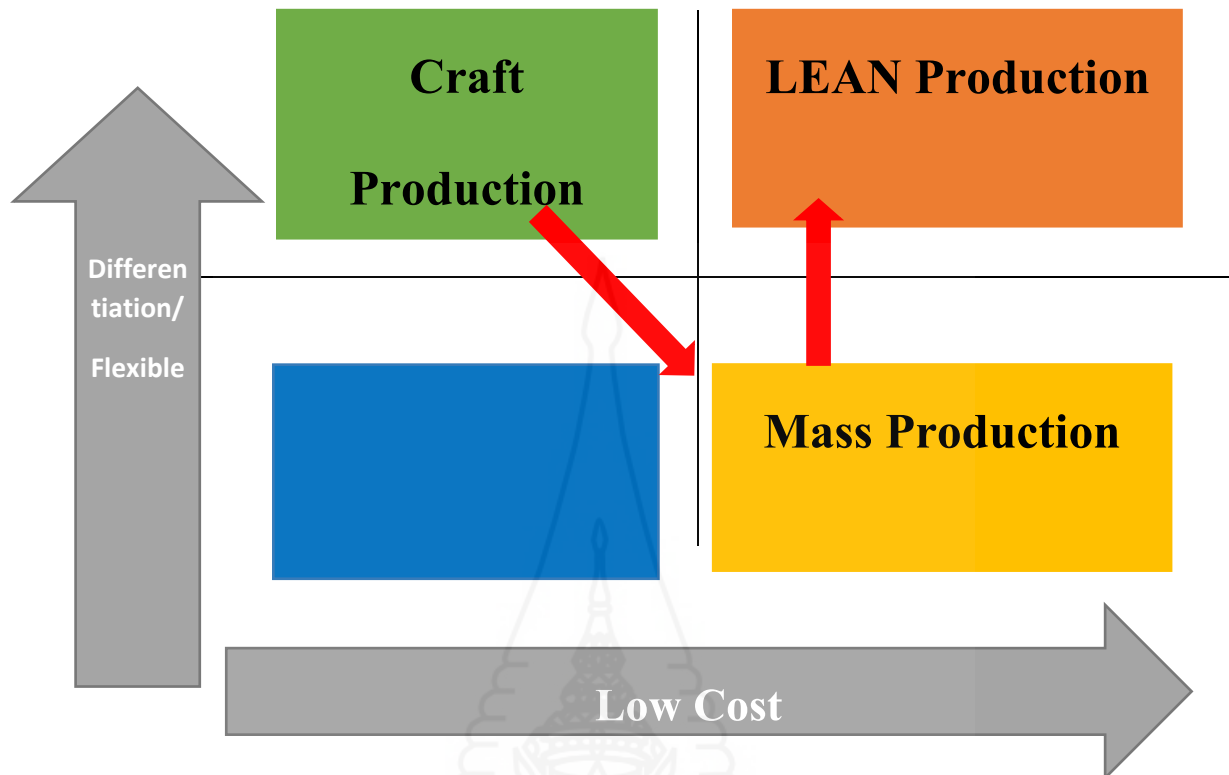 Craft
Production
LEAN Production
Differen
tiation/
Flexible
Mass Production
Low Cost